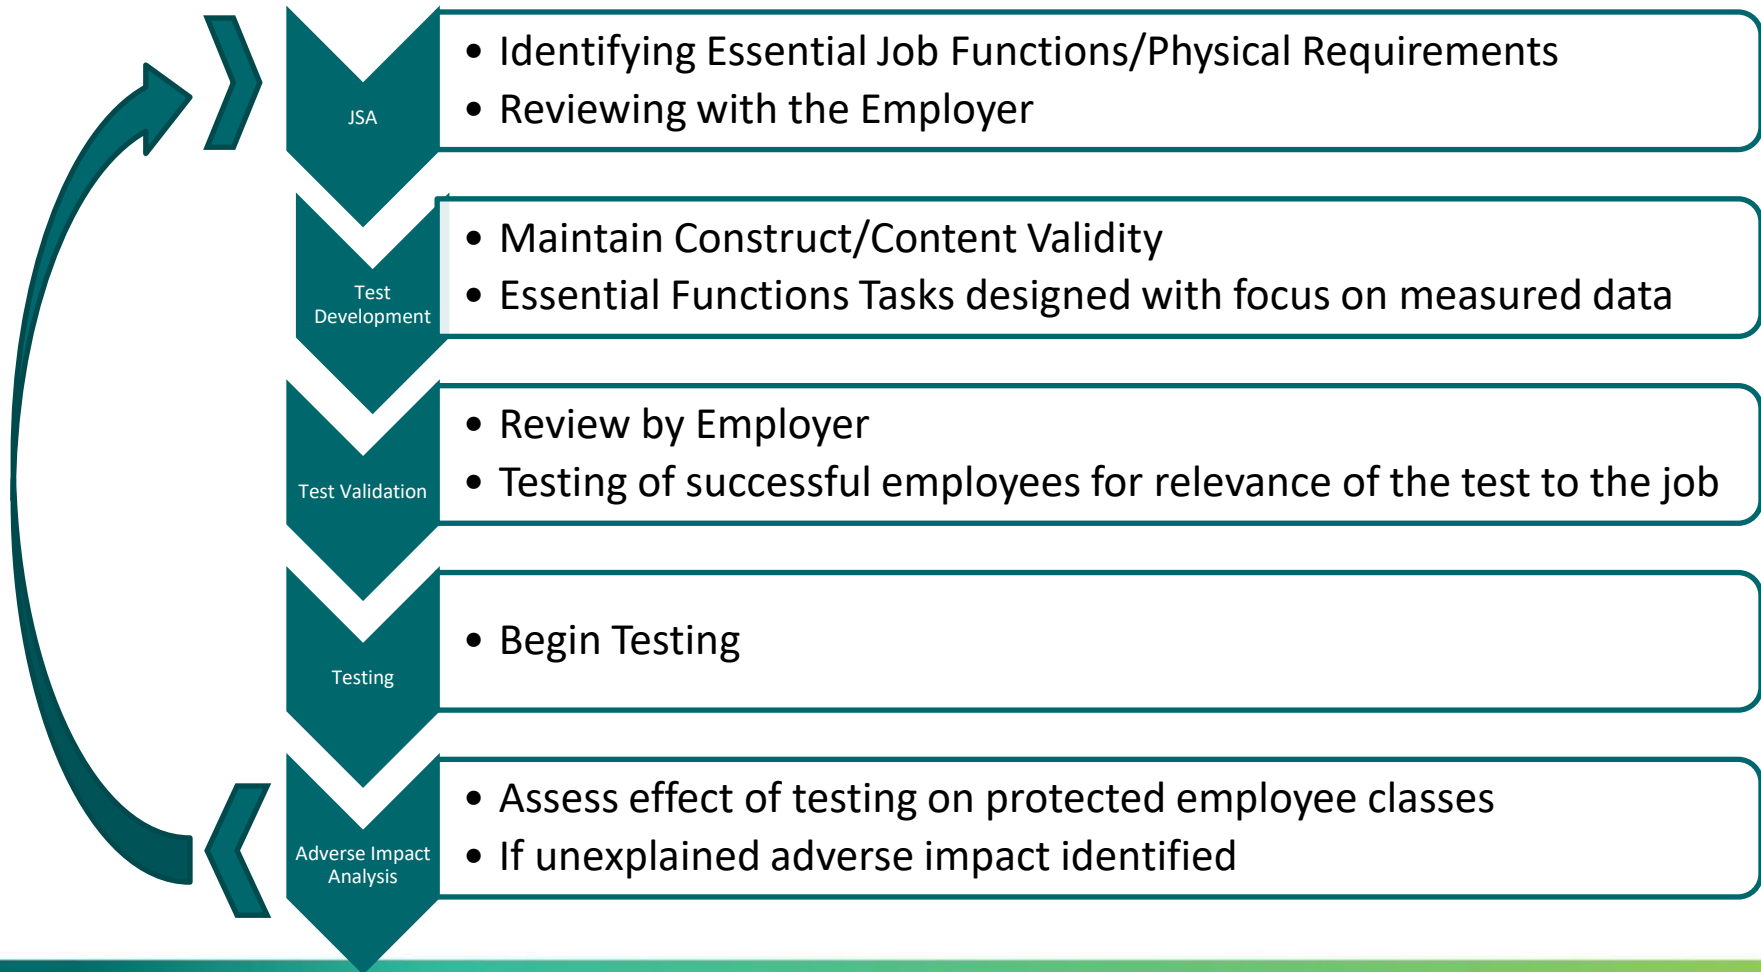 JSA
• Identifying Essential Job Functions/Physical Requirements
• Reviewing with the Employer
Test
Development
• Maintain Construct/Content Validity
• Essential Functions Tasks designed with focus on measured data
Test Validation
• Review by Employer
• Testing of successful employees for relevance of the test to the job
Testing
• Begin Testing
Adverse Impact
Analysis
• Assess effect of testing on protected employee classes
• If unexplained adverse impact identified